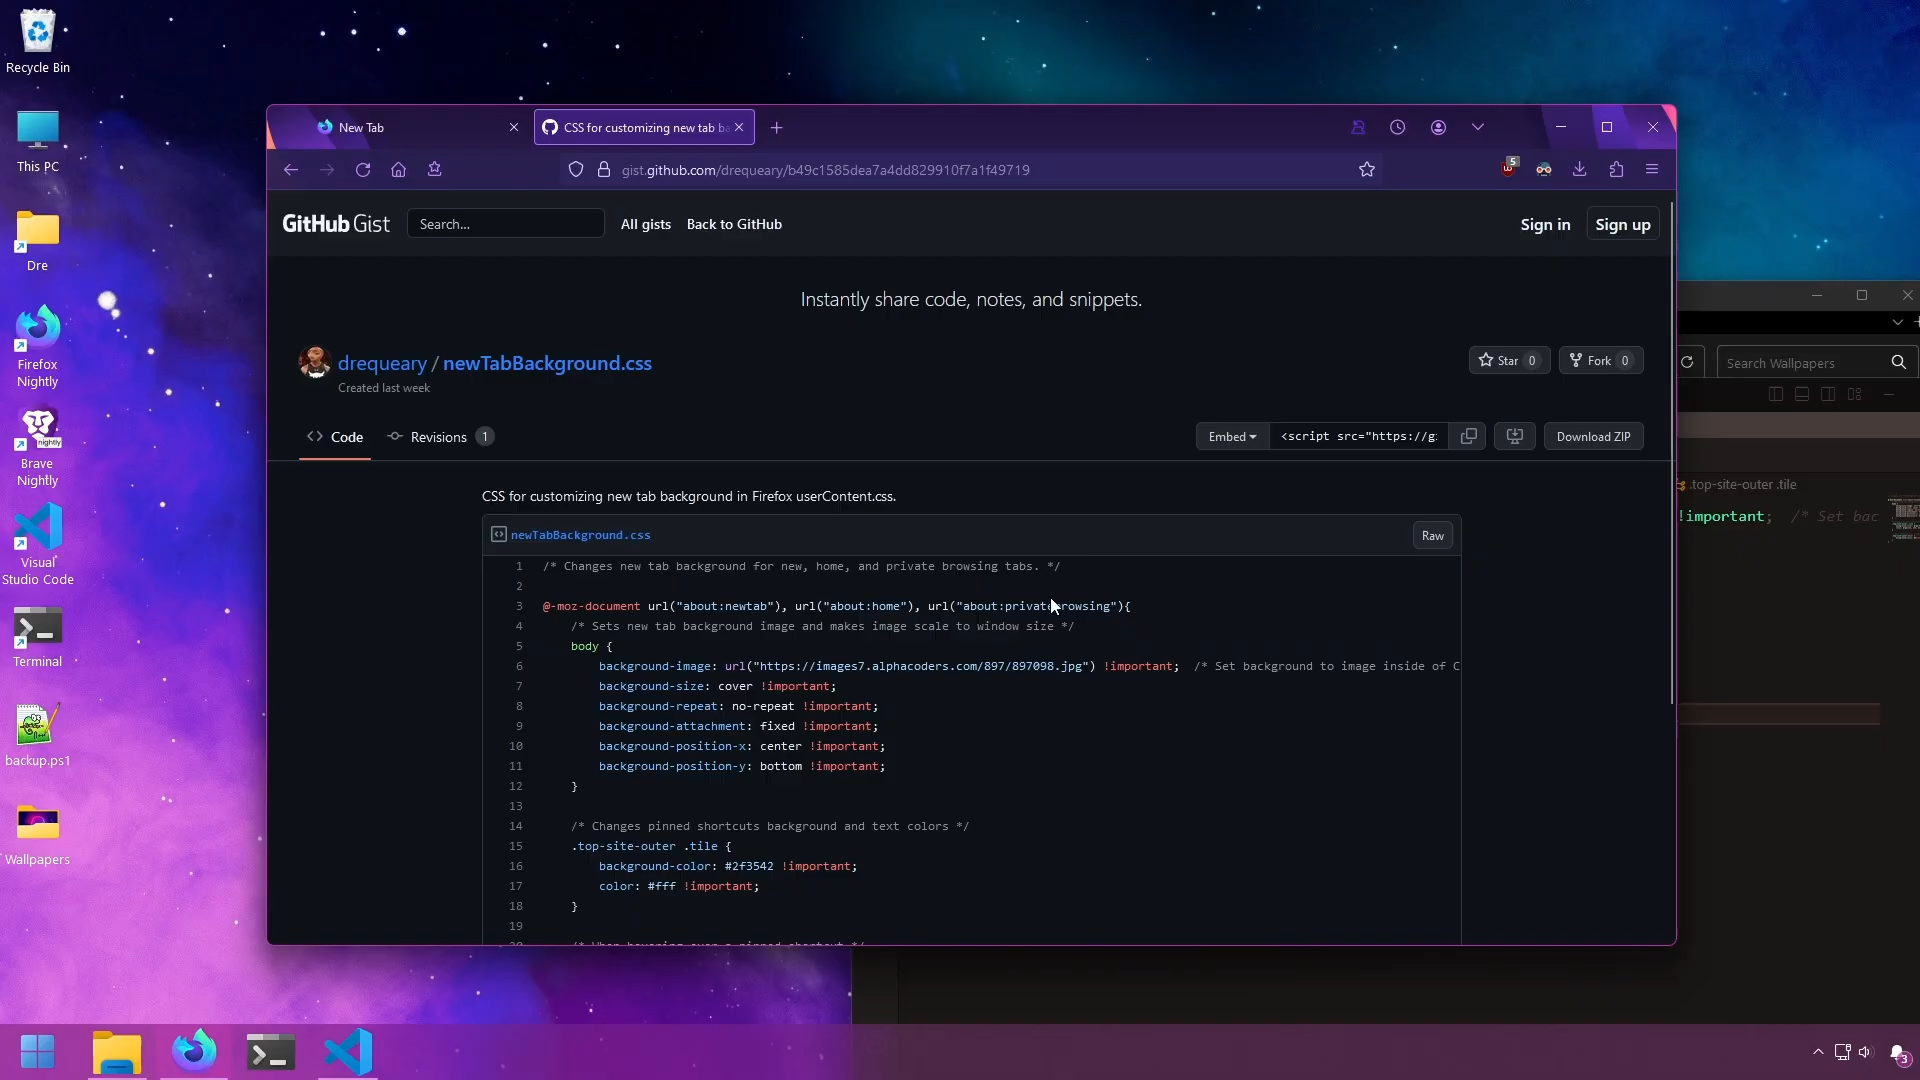 Recycle Bin
This PC
Dre
Firefox
Nightly
nightly
Brave
Nightly
Visual
Studio Code
Terminal
backup.ps1
Wallpapers
New Tab
CSS for customizing new tab ba
gist.github.com/drequeary/b49c1585dea7a4dd829910f7a1f49719
5
GitHub Gist
Search...
All gists
Back to GitHub
Sign in
Sign up
Instantly share code, notes, and snippets.
drequeary / newTabBackground.css
Created last week
Star 0
Fork 0
Code
Revisions 1
Embed
<script src="https://g
Download ZIP
CSS for customizing new tab background in Firefox userContent.css.
newTabBackground.css
Raw
1 /* Changes new tab background for new, home, and private browsing tabs. */
2
3 @-moz-document url("about:newtab"), url("about:home"), url("about:privatebrowsing"){
4 /* Sets new tab background image and makes image scale to window size */
5 body {
6 background-image: url("https://images7.alphacoders.com/897/897098.jpg") !important; /* Set background to image inside of C
7 background-size: cover !important;
8 background-repeat: no-repeat !important;
9 background-attachment: fixed !important;
10 background-position-x: center !important;
11 background-position-y: bottom !important;
12 }
13
14 /* Changes pinned shortcuts background and text colors */
15 .top-site-outer .tile {
16 background-color: #2f3542 !important;
17 color: #fff !important;
18 }
19
Search Wallpapers
.top-site-outer .tile
!important; /* Set bac
3